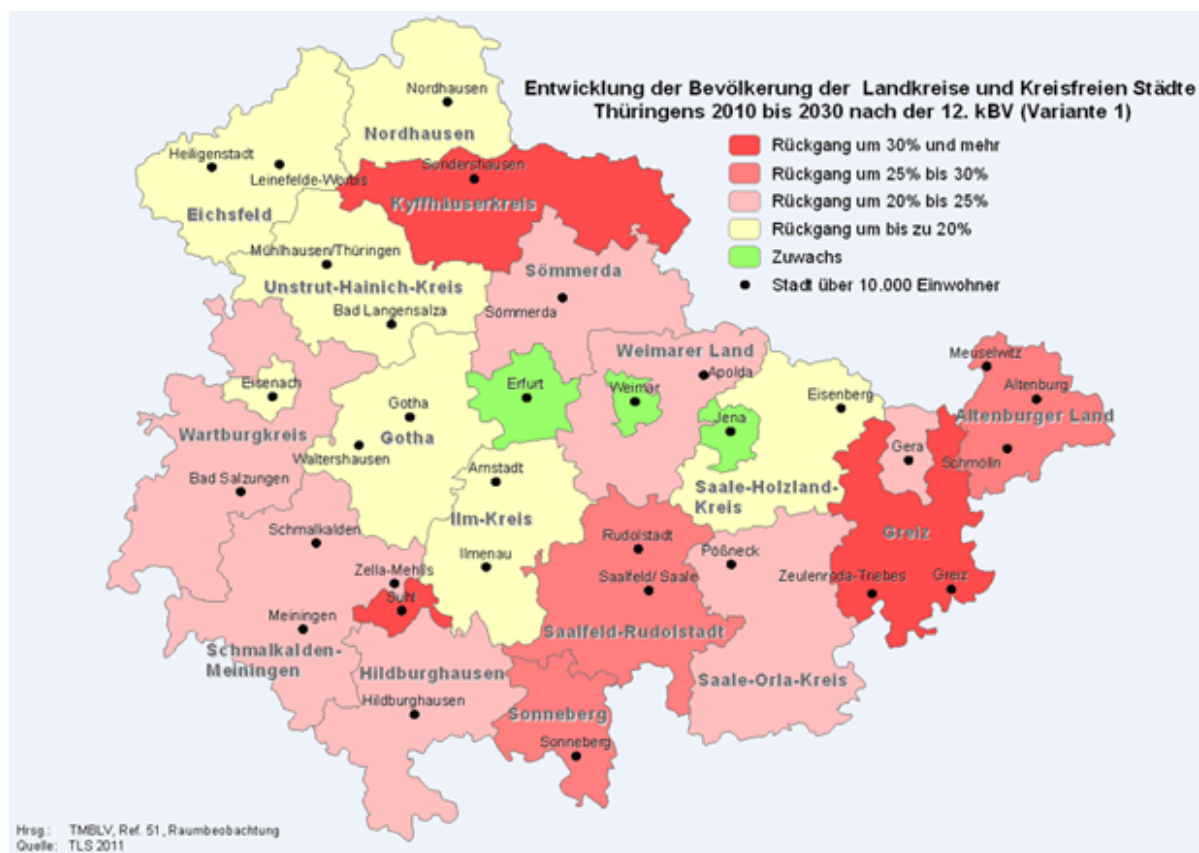 Entwicklung der Bevölkerung der Landkreise und Kreisfreien Städte
Thüringens 2010 bis 2030 nach der 12. kBV (Variante 1)
Rückgang um 30% und mehr
Rückgang um 25% bis 30%
Rückgang um 20% bis 25%
Rückgang um bis zu 20%
Zuwachs
Stadt über 10.000 Einwohner
Nordhausen
Nordhausen
Heiligenstadt
Leinefelde-Worbis
Eichsfeld
Sondershausen
Kyffhäuserkreis
Mühlhausen/Thüringen
Unstrut-Hainich-Kreis
Bad Langensalza
Sömmerda
Sömmerda
Weimarer Land
Apolda
Meuselwitz
Altenburg
Altenburger Land
Schmölln
Eisenach
Wartburgkreis
Bad Salzungen
Gotha
Gotha
Waltershausen
Erfurt
Weimar
Jena
Eisenberg
Saale-Holzland-
Kreis
Gera
Greiz
Zeulenroda-Triebes
Greiz
Arnstadt
Ilm-Kreis
Ilmenau
Schmalkalden
Zella-Mehlis
Suhl
Meiningen
Schmalkalden-
Meiningen
Rudolstadt
Saalfeld/ Saale
Saalfeld-Rudolstadt
Pößneck
Saale-Orla-Kreis
Hildburghausen
Hildburghausen
Sonneberg
Sonneberg
Hrsg.: TMBLV, Ref. 51, Raumbeobachtung
Quelle: TLS 2011